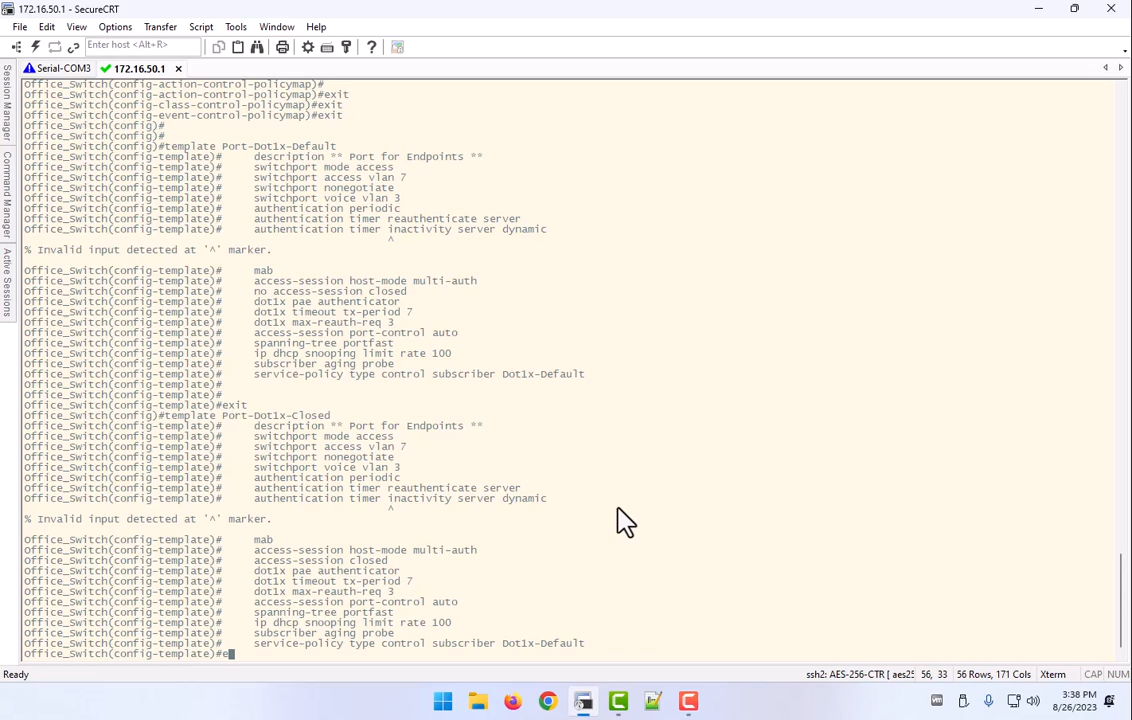 172.16.50.1 - SecureCRT
File Edit View Options Transfer Script Tools Window Help
Enter host <Alt+R>
Serial-COM3 172.16.50.1
Session Manager
Command Manager
Active Sessions
Office_Switch(config-action-control-policymap)#
Office_Switch(config-action-control-policymap)#exit
Office_Switch(config-class-control-policymap)#exit
Office_Switch(config-event-control-policymap)#exit
Office_Switch(config)#
Office_Switch(config)#
Office_Switch(config)#template Port-Dot1x-Default
Office_Switch(config-template)# description ** Port for Endpoints **
Office_Switch(config-template)# switchport mode access
Office_Switch(config-template)# switchport access vlan 7
Office_Switch(config-template)# switchport nonegotiate
Office_Switch(config-template)# switchport voice vlan 3
Office_Switch(config-template)# authentication periodic
Office_Switch(config-template)# authentication timer reauthenticate server
Office_Switch(config-template)# authentication timer inactivity server dynamic
^
% Invalid input detected at '^' marker.
Office_Switch(config-template)# mab
Office_Switch(config-template)# access-session host-mode multi-auth
Office_Switch(config-template)# no access-session closed
Office_Switch(config-template)# dot1x pae authenticator
Office_Switch(config-template)# dot1x timeout tx-period 7
Office_Switch(config-template)# dot1x max-reauth-req 3
Office_Switch(config-template)# access-session port-control auto
Office_Switch(config-template)# spanning-tree portfast
Office_Switch(config-template)# ip dhcp snooping limit rate 100
Office_Switch(config-template)# subscriber aging probe
Office_Switch(config-template)# service-policy type control subscriber Dot1x-Default
Office_Switch(config-template)#
Office_Switch(config-template)#
Office_Switch(config-template)#exit
Office_Switch(config)#template Port-Dot1x-Closed
Office_Switch(config-template)# description ** Port for Endpoints **
Office_Switch(config-template)# switchport mode access
Office_Switch(config-template)# switchport access vlan 7
Office_Switch(config-template)# switchport nonegotiate
Office_Switch(config-template)# switchport voice vlan 3
Office_Switch(config-template)# authentication periodic
Office_Switch(config-template)# authentication timer reauthenticate server
Office_Switch(config-template)# authentication timer inactivity server dynamic
^
% Invalid input detected at '^' marker.
Office_Switch(config-template)# mab
Office_Switch(config-template)# access-session host-mode multi-auth
Office_Switch(config-template)# access-session closed
Office_Switch(config-template)# dot1x pae authenticator
Office_Switch(config-template)# dot1x timeout tx-period 7
Office_Switch(config-template)# dot1x max-reauth-req 3
Office_Switch(config-template)# access-session port-control auto
Office_Switch(config-template)# spanning-tree portfast
Office_Switch(config-template)# ip dhcp snooping limit rate 100
Office_Switch(config-template)# subscriber aging probe
Office_Switch(config-template)# service-policy type control subscriber Dot1x-Default
Office_Switch(config-template)#e
Ready ssh2: AES-256-CTR [ aes25 56, 33 56 Rows, 171 Cols Xterm CAP NUM
3:38 PM
8/26/2023